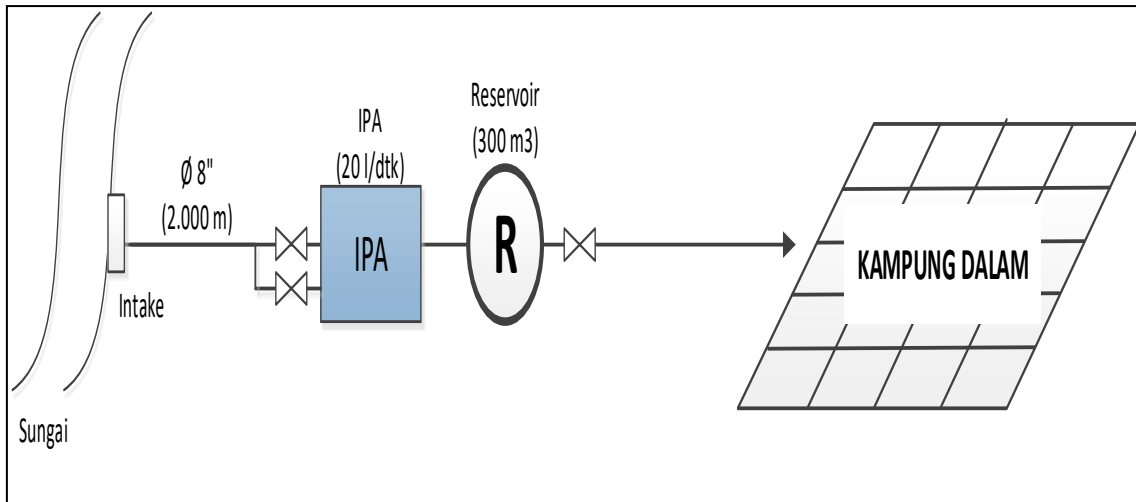 Sungai
Intake
Ø 8"
(2.000 m)
IPA
(20 l/dtk)
IPA
Reservoir
(300 m3)
R
KAMPUNG DALAM